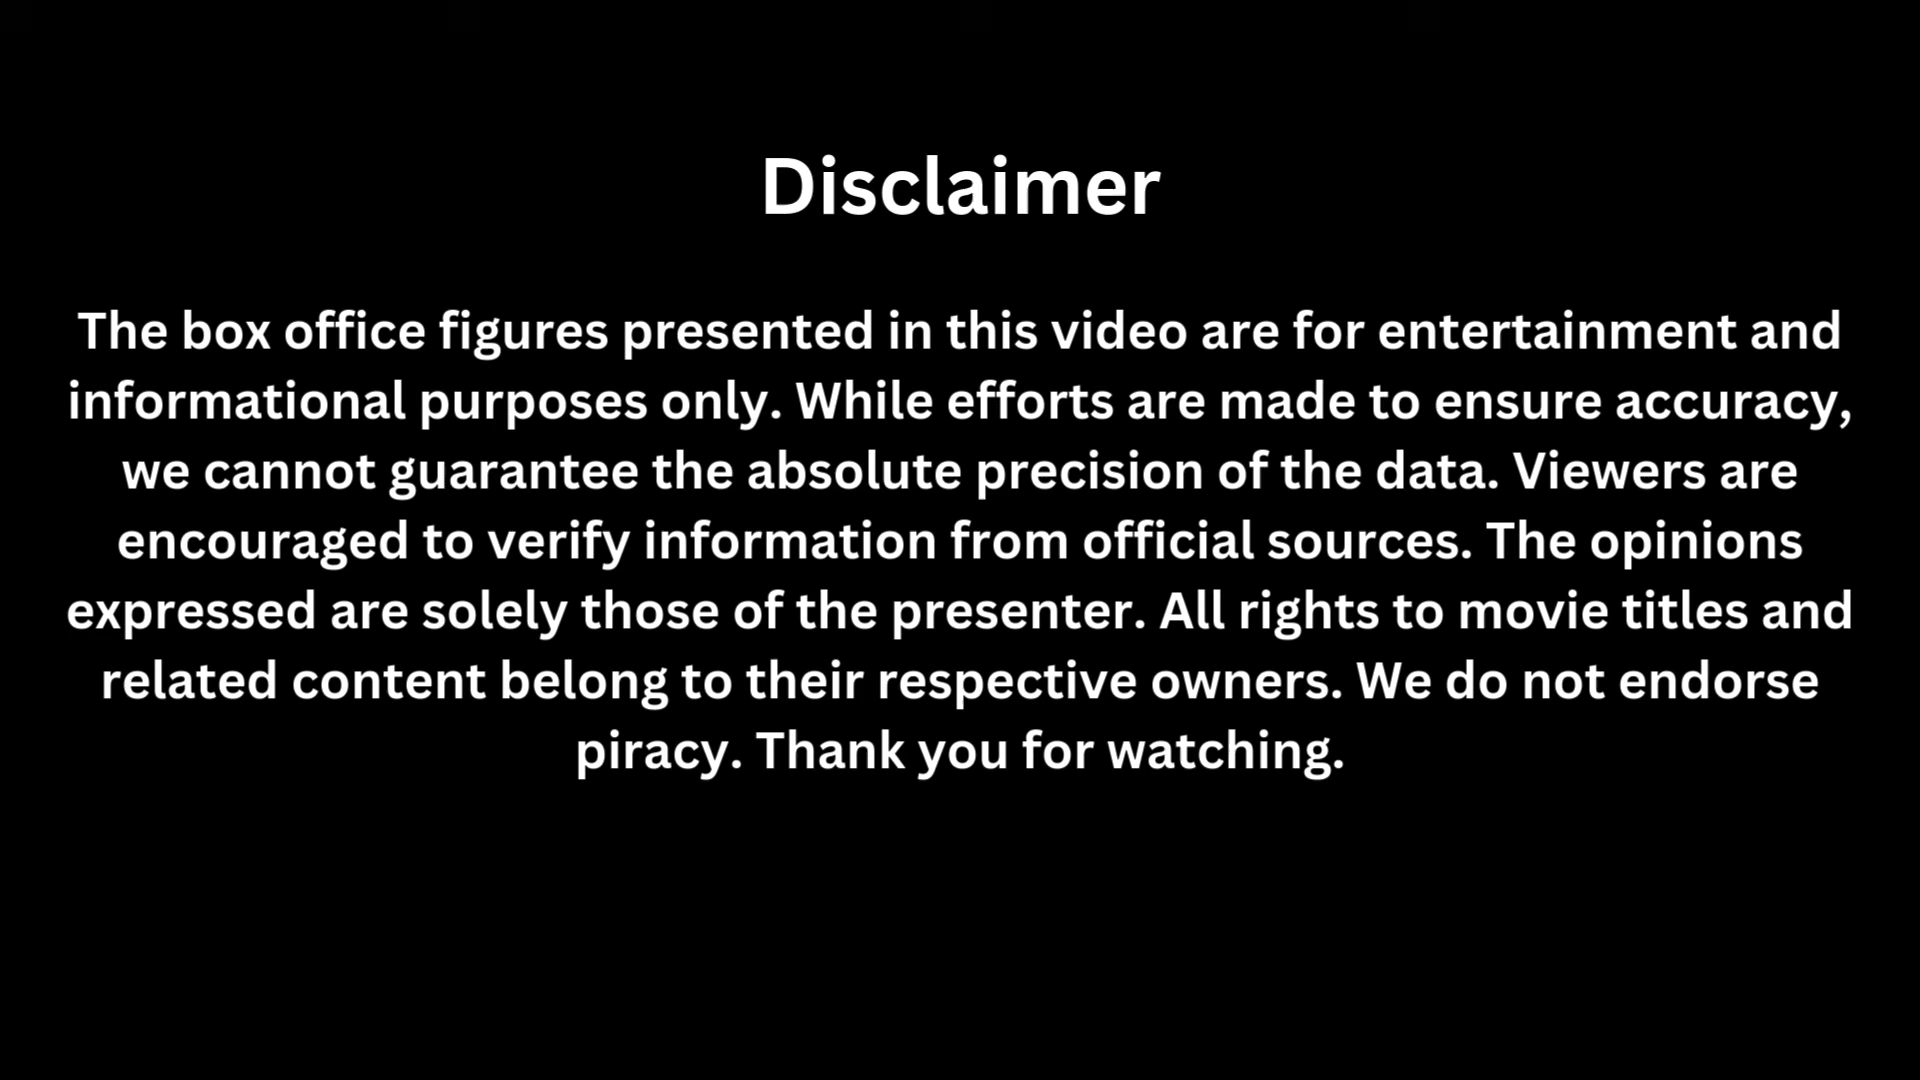 Disclaimer
The box office figures presented in this video are for entertainment and
informational purposes only. While efforts are made to ensure accuracy,
we cannot guarantee the absolute precision of the data. Viewers are
encouraged to verify information from official sources. The opinions
expressed are solely those of the presenter. All rights to movie titles and
related content belong to their respective owners. We do not endorse
piracy. Thank you for watching.